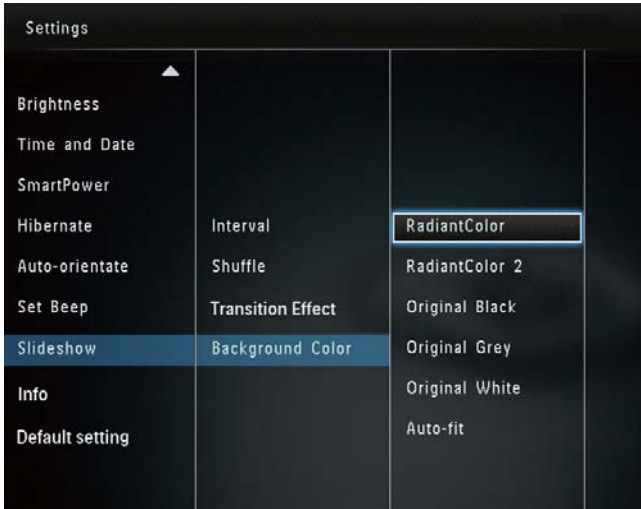 Settings
Brightness
Time and Date
SmartPower
Hibernate
Auto-orientate
Set Beep
Slideshow
Info
Default setting
Interval
Shuffle
Transition Effect
Background Color
RadiantColor
RadiantColor 2
Original Black
Original Grey
Original White
Auto-fit